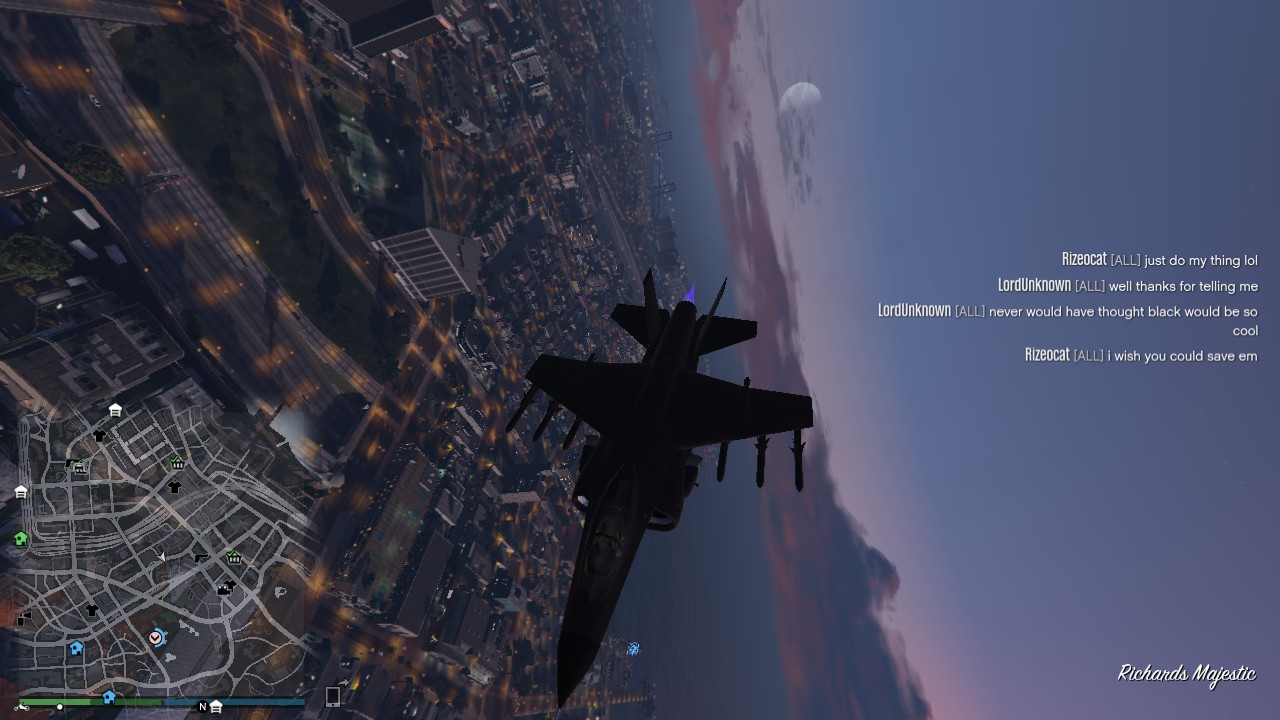 Rizeocat [ALL] just do my thing lol
LordUnknown [ALL] well thanks for telling me
LordUnknown [ALL] never would have thought black would be so
cool
Rizeocat [ALL] i wish you could save em
Richards Majestic
N